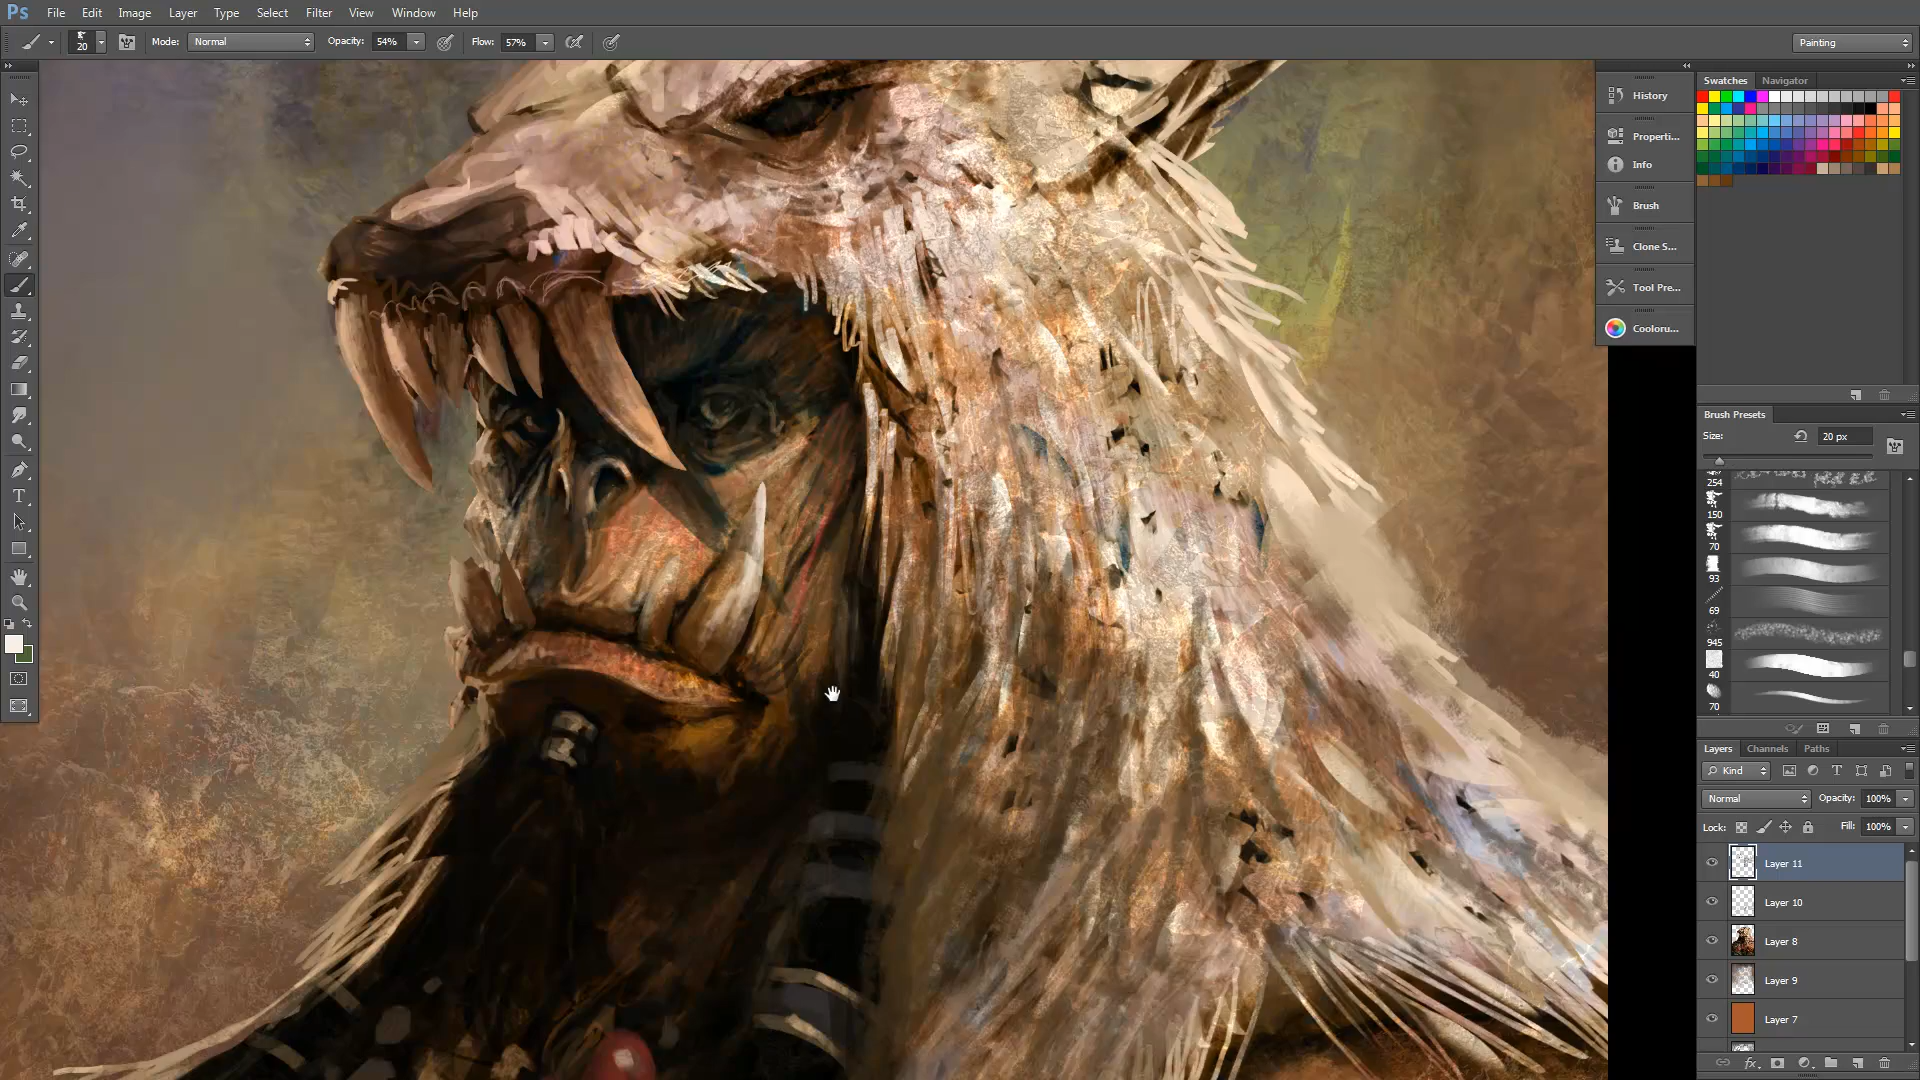 Ps File Edit Image Layer Type Select Filter View Window Help
20 Mode: Normal Opacity: 54% Flow: 57% Painting
History
Properti...
Info
Brush
Clone S...
Tool Pre...
Cooloru...
Swatches Navigator
Brush Presets
Size: 20 px
254
150
70
93
69
945
40
70
Layers Channels Paths
Kind
Normal Opacity: 100%
Lock: Fill: 100%
Layer 11
Layer 10
Layer 8
Layer 9
Layer 7